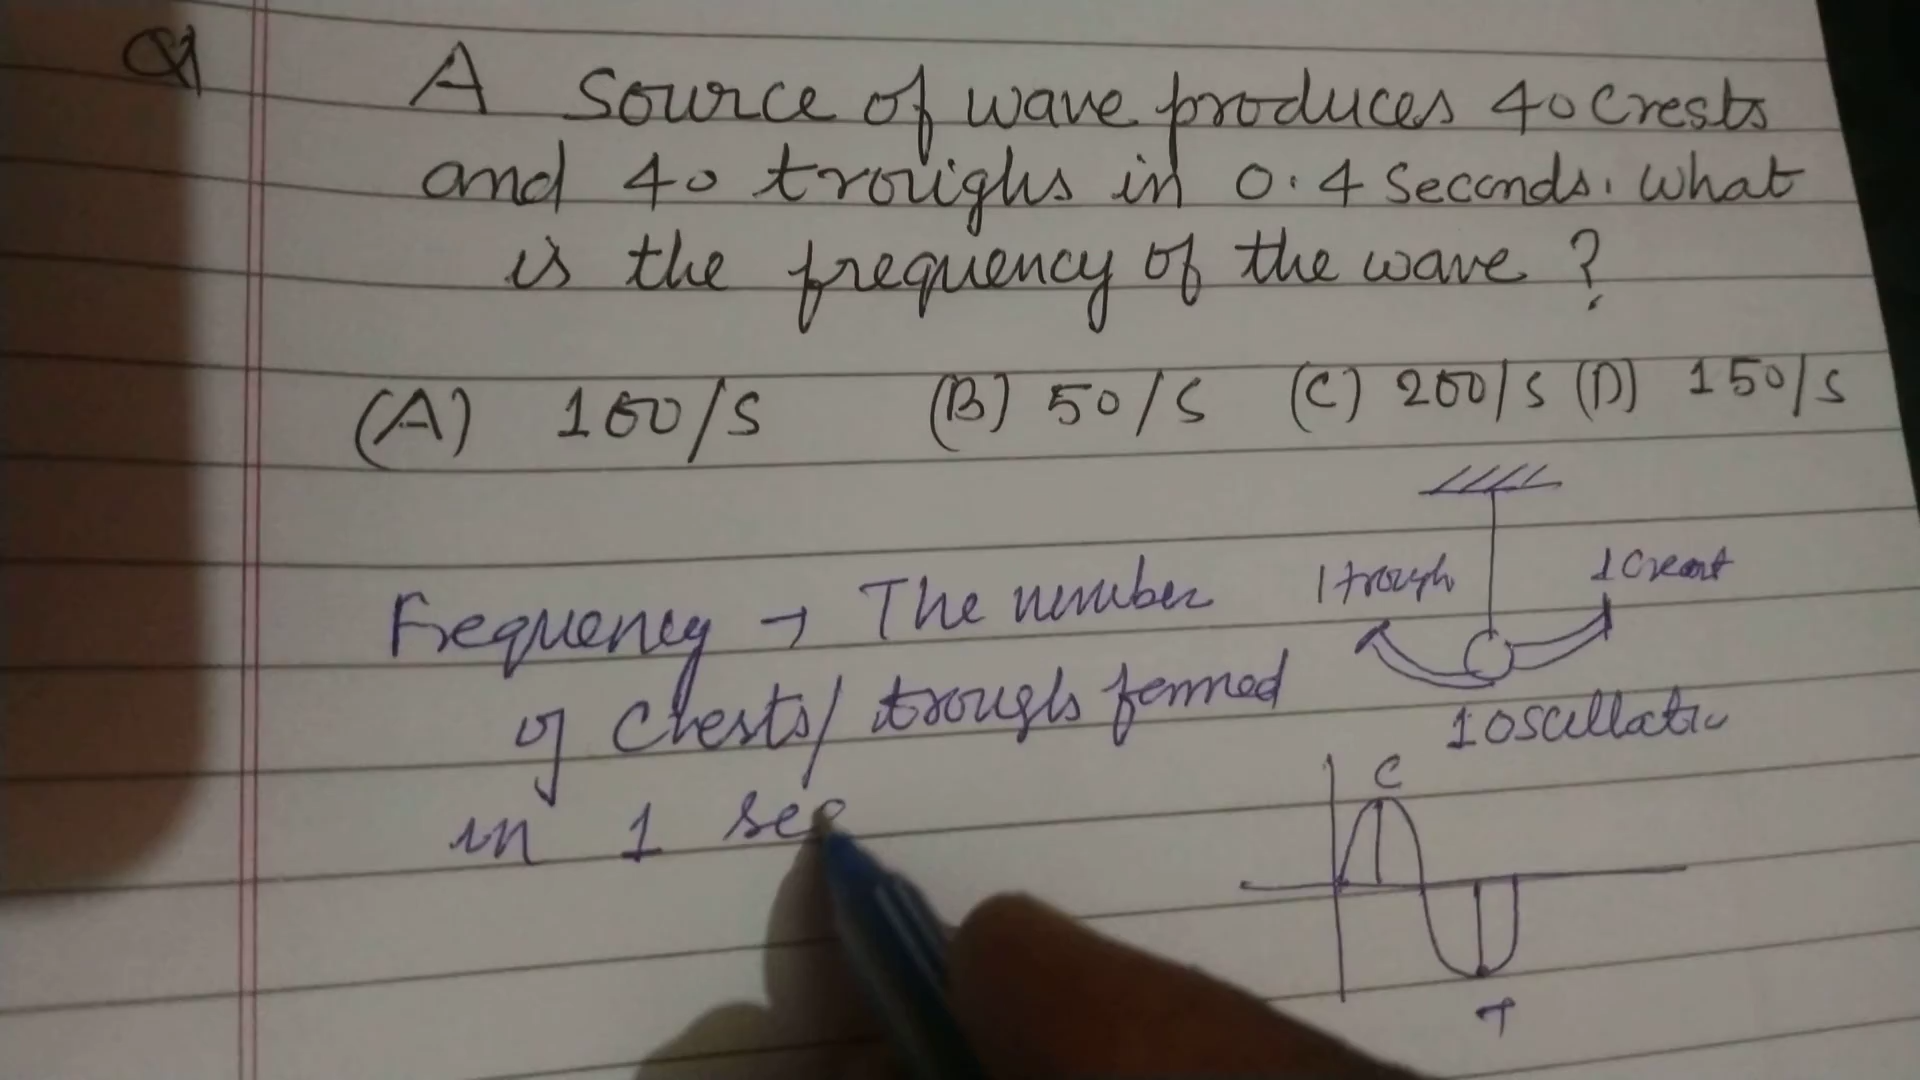 Q1 A source of wave produces 40 crests
and 40 troughs in 0.4 seconds. What
is the frequency of the wave ?
(A) 100/s (B) 50/s (C) 200/s (D) 150/s
Frequency → The number
of Crests/troughs formed
in 1 sec
1 trough
1 Crest
1 oscillatio
C
T